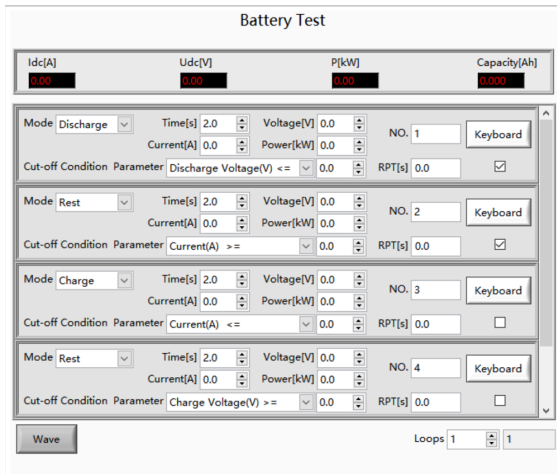 Battery Test
Idc[A] Udc[V] P[kW] Capacity[Ah]
0.00 0.00 0.00 0.000
Mode Discharge Time[s] 2.0 Voltage[V] 0.0 NO. 1 Keyboard
Current[A] 0.0 Power[kW] 0.0
Cut-off Condition Parameter Discharge Voltage(V) <= 0.0 RPT[s] 0.0
Mode Rest Time[s] 2.0 Voltage[V] 0.0 NO. 2 Keyboard
Current[A] 0.0 Power[kW] 0.0
Cut-off Condition Parameter Current(A) >= 0.0 RPT[s] 0.0
Mode Charge Time[s] 2.0 Voltage[V] 0.0 NO. 3 Keyboard
Current[A] 0.0 Power[kW] 0.0
Cut-off Condition Parameter Current(A) <= 0.0 RPT[s] 0.0
Mode Rest Time[s] 2.0 Voltage[V] 0.0 NO. 4 Keyboard
Current[A] 0.0 Power[kW] 0.0
Cut-off Condition Parameter Charge Voltage(V) >= 0.0 RPT[s] 0.0
Wave Loops 1 1